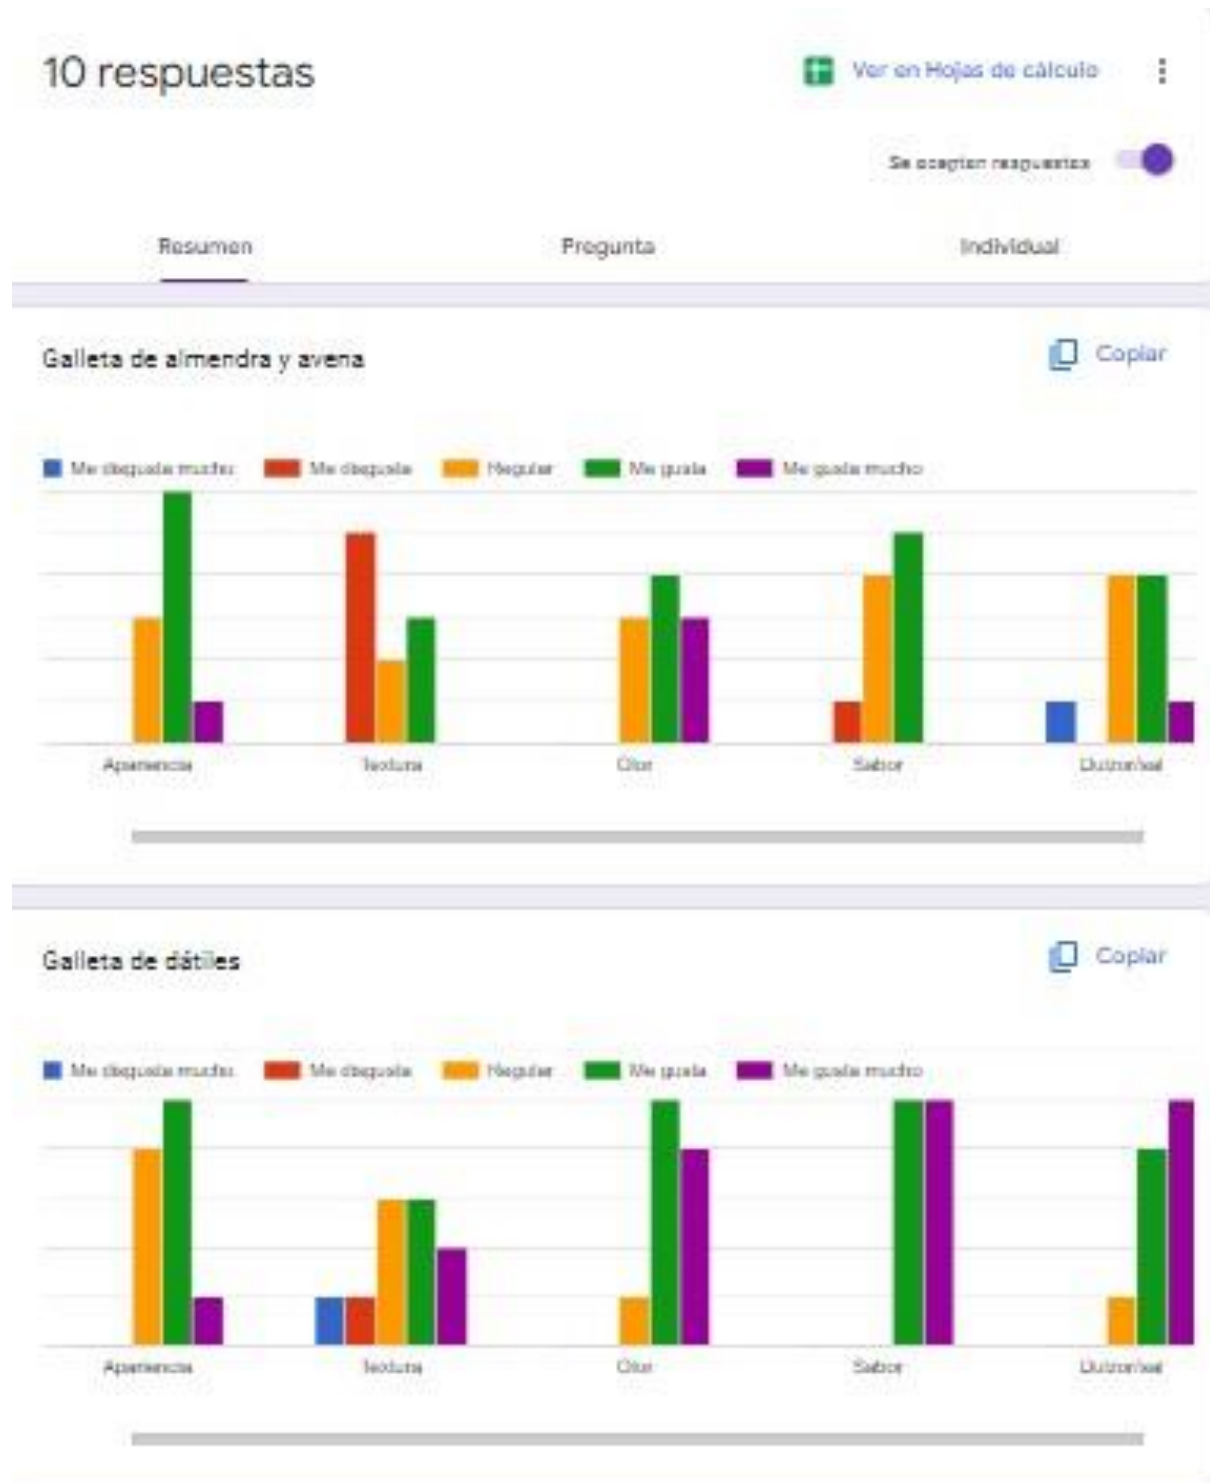 10 respuestas
Ver en Hojas de cálculo
Se aceptan respuestas
Resumen Pregunta Individual
Galleta de almendra y avena
Copiar
Me disgusta mucho Me disgusta Regular Me gusta Me gusta mucho
Apariencia Textura Olor Sabor Dulzor/sal
Galleta de dátiles
Copiar
Me disgusta mucho Me disgusta Regular Me gusta Me gusta mucho
Apariencia Textura Olor Sabor Dulzor/sal